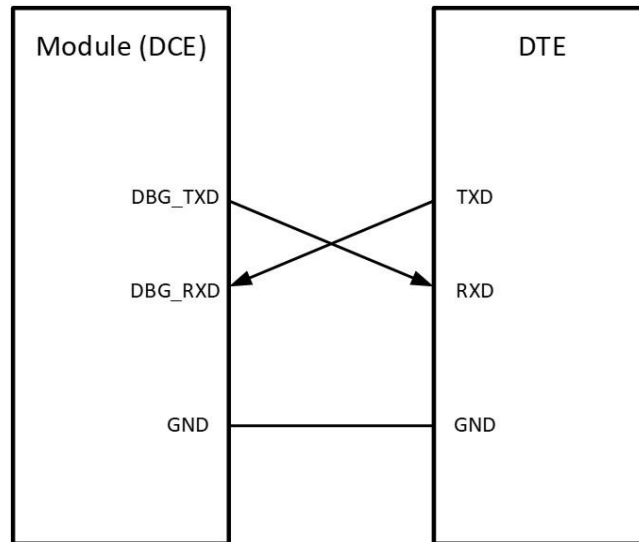 Module (DCE)
DTE
DBG_TXD
TXD
DBG_RXD
RXD
GND
GND